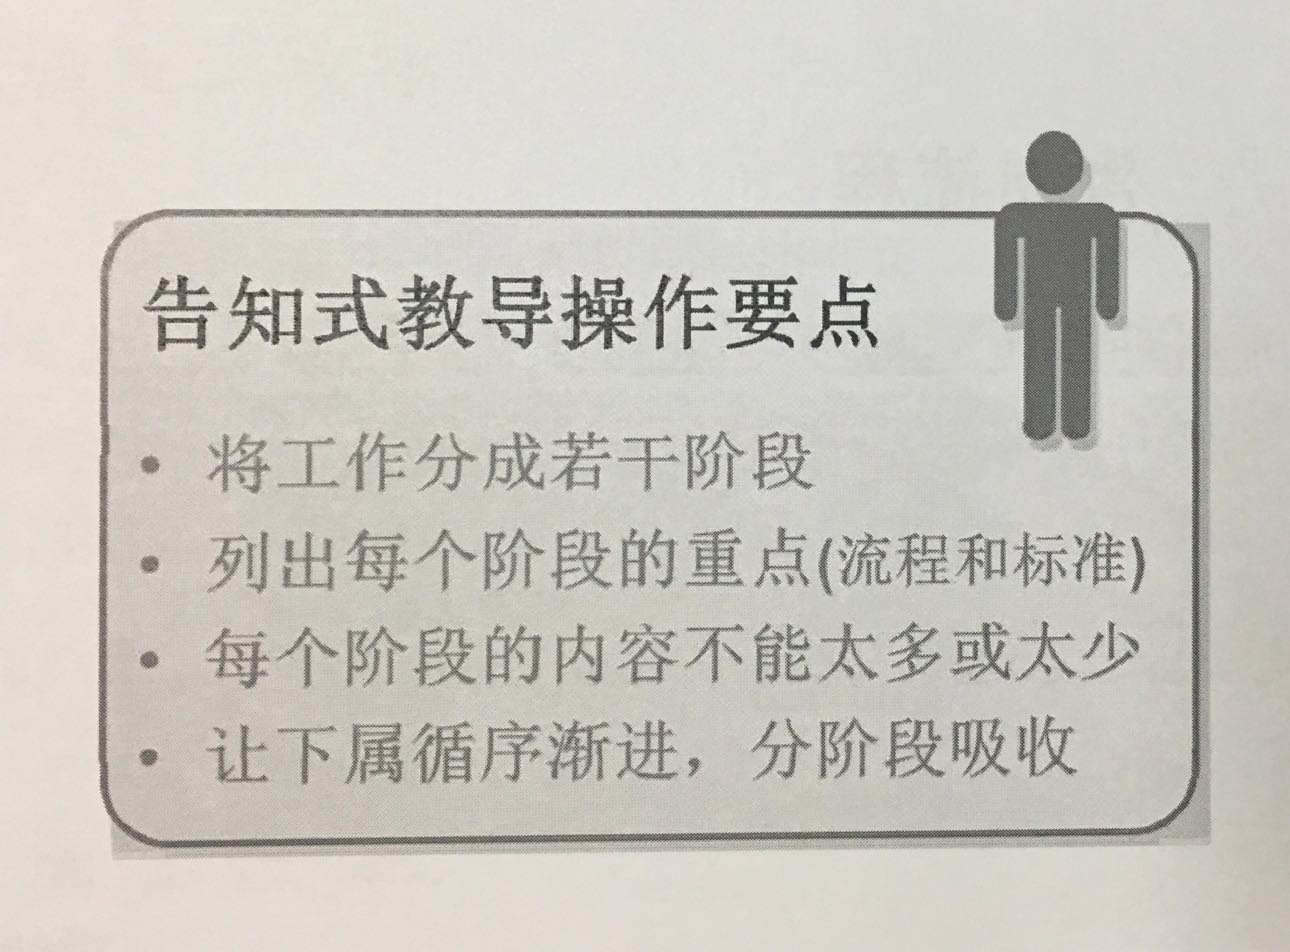 告知式教导操作要点
• 将工作分成若干阶段
• 列出每个阶段的重点(流程和标准)
• 每个阶段的内容不能太多或太少
• 让下属循序渐进，分阶段吸收